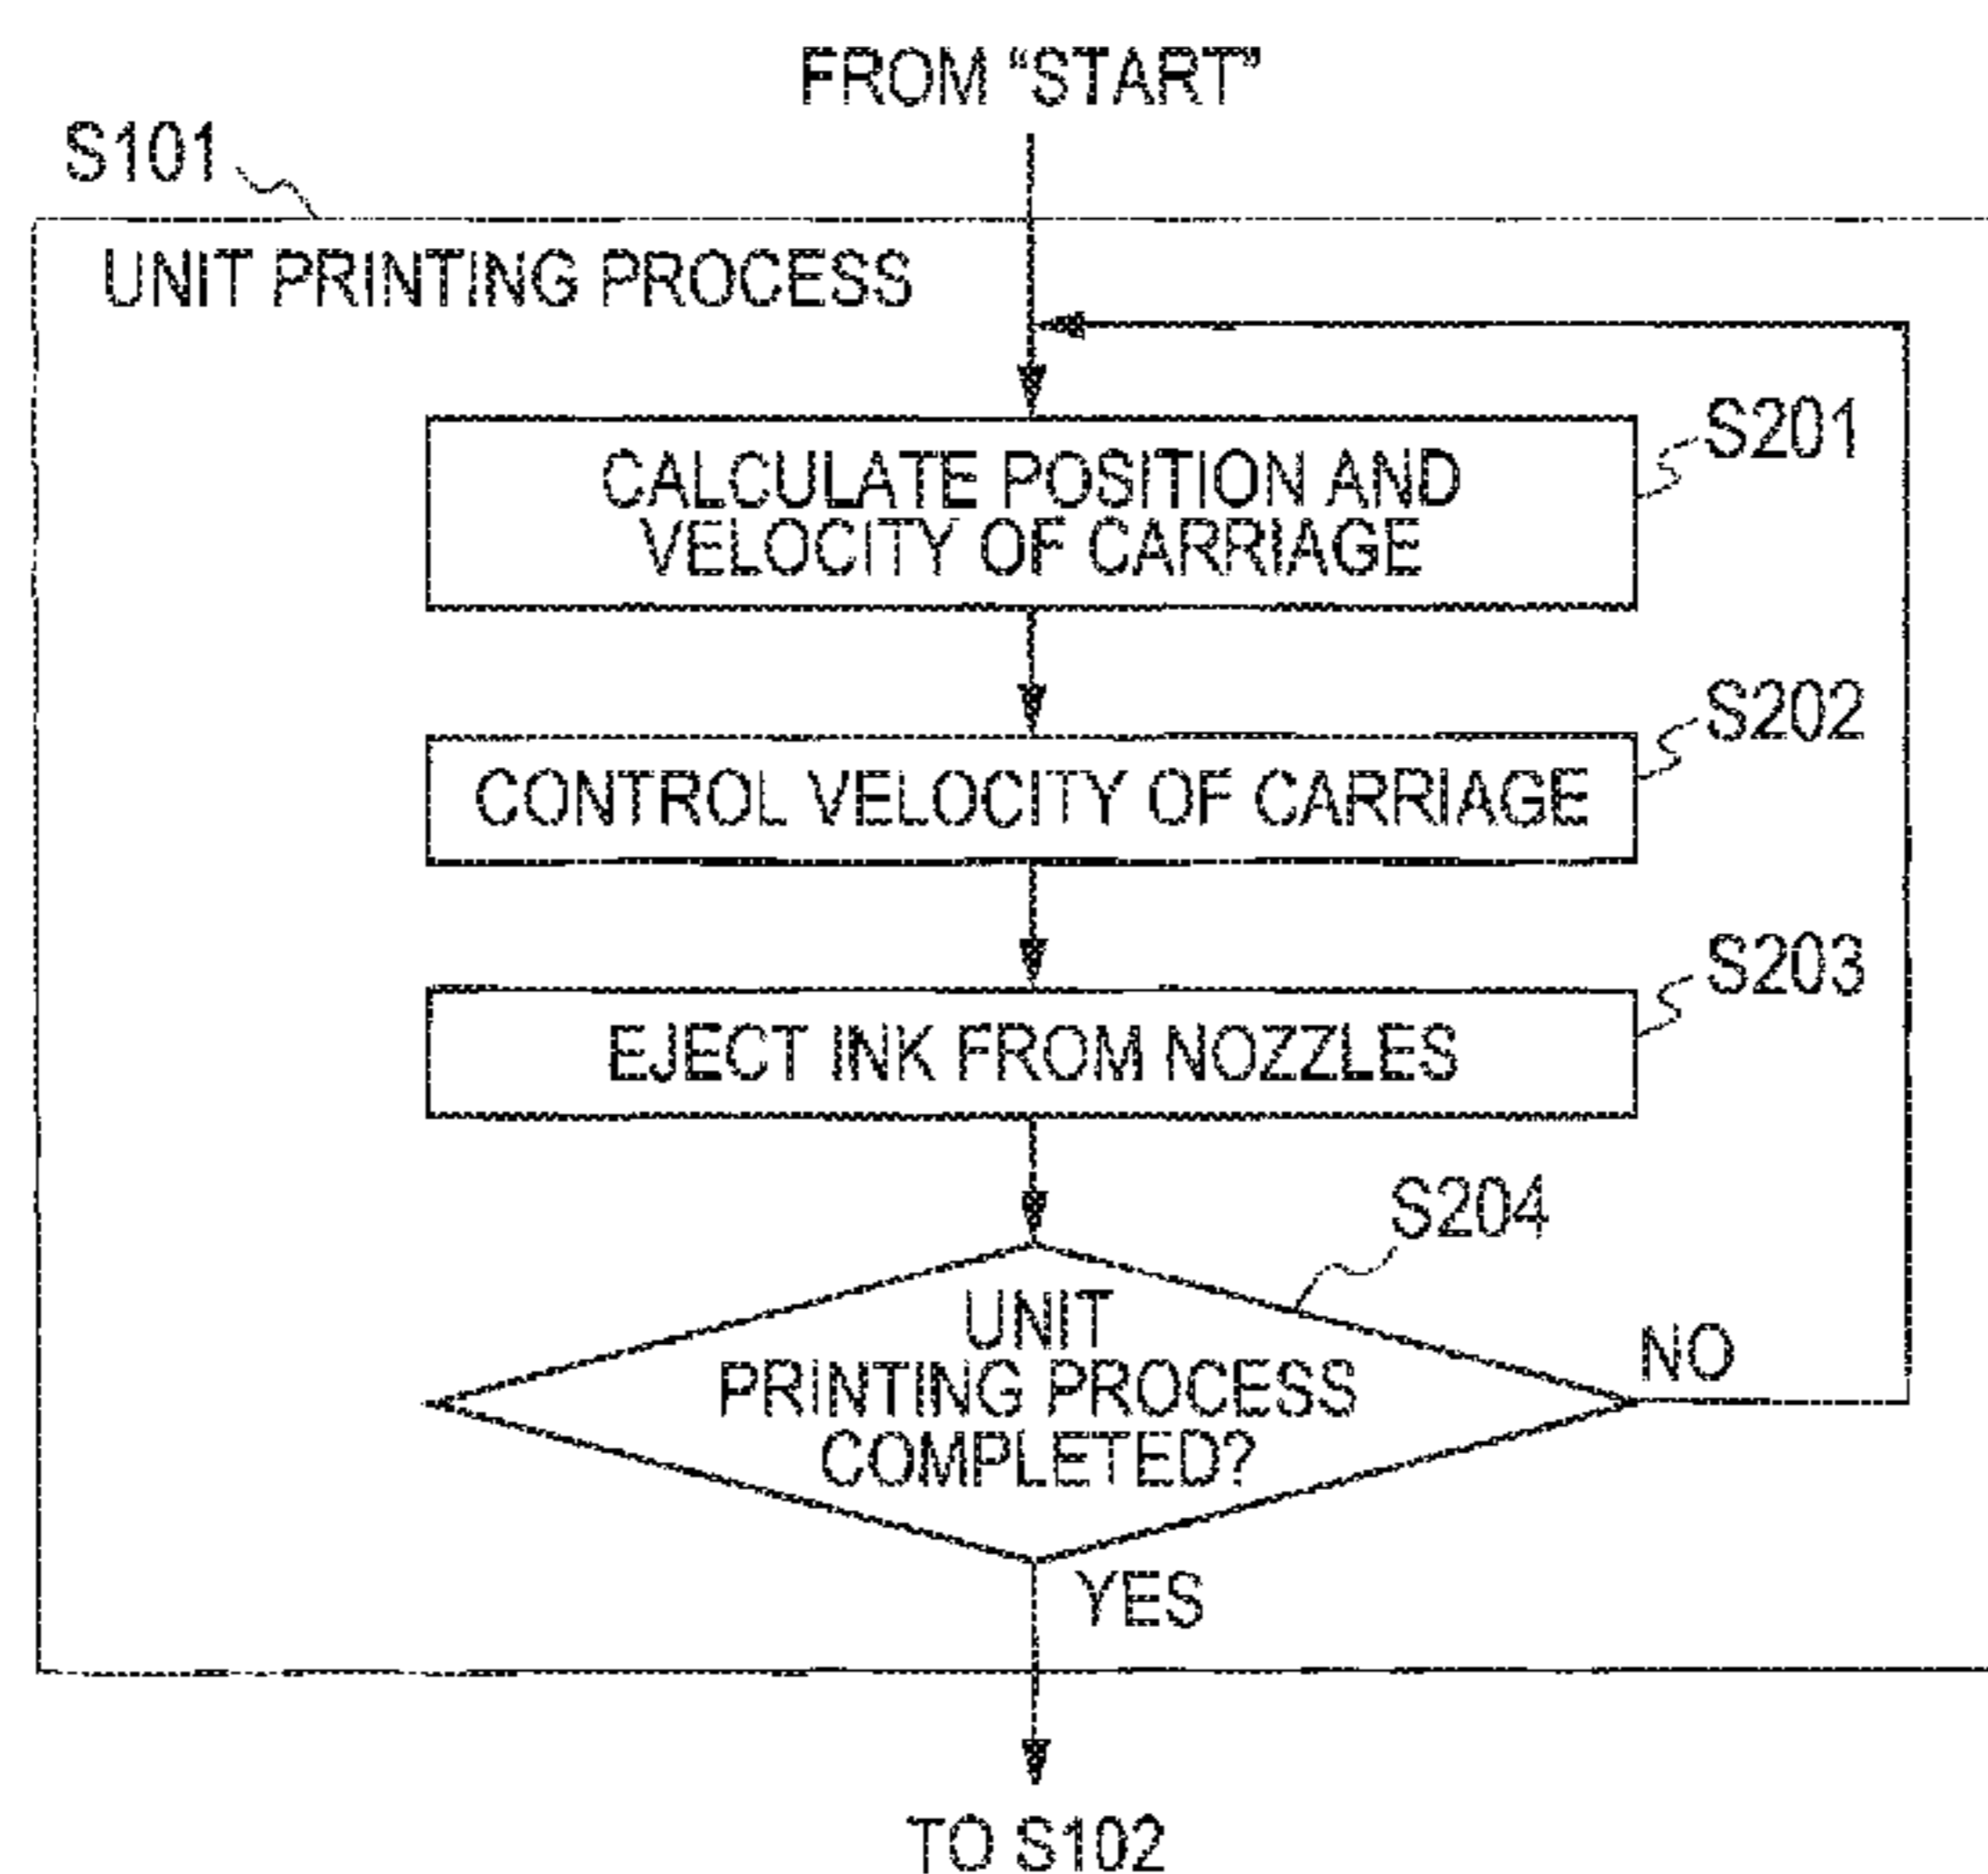 FROM “START”
S101
UNIT PRINTING PROCESS
S201
CALCULATE POSITION AND
VELOCITY OF CARRIAGE
S202
CONTROL VELOCITY OF CARRIAGE
S203
EJECT INK FROM NOZZLES
S204
UNIT
PRINTING PROCESS
COMPLETED?
NO
YES
TO S102